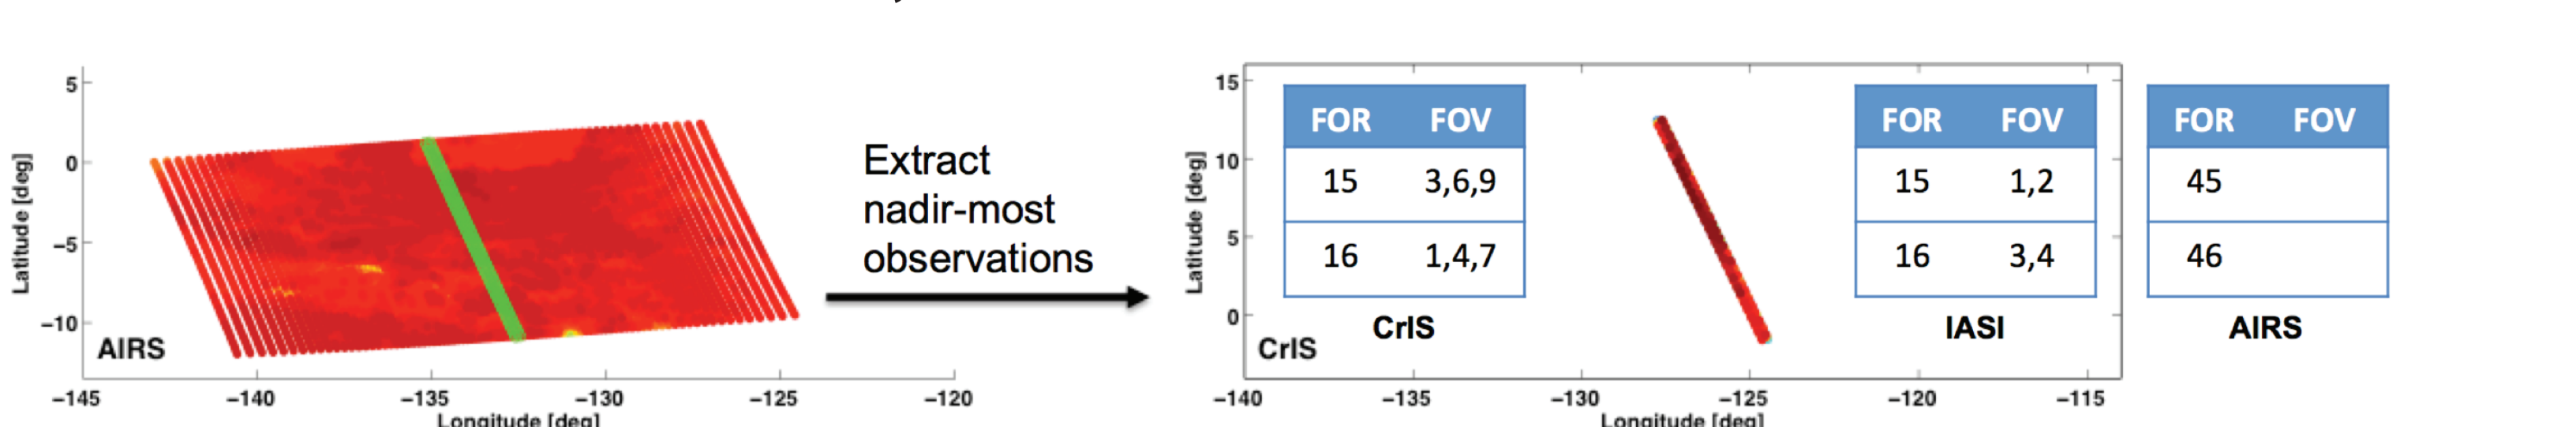 5
0
−5
−10
Latitude [deg]
AIRS
−145 −140 −135 −130 −125 −120
Longitude [deg]
Extract
nadir-most
observations
15
10
5
0
Latitude [deg]
CrIS
−140 −135 −130 −125 −120 −115
Longitude [deg]
FOR FOV
15 3,6,9
16 1,4,7
CrIS
FOR FOV
15 1,2
16 3,4
IASI
FOR FOV
45
46
AIRS